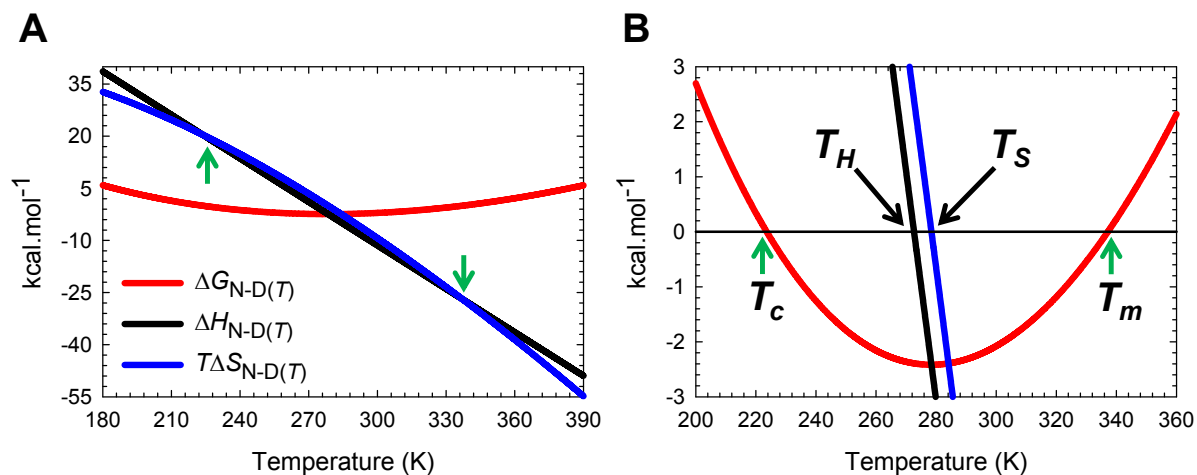 A
kcal.mol-1
35
20
5
-10
-25
-40
-55
180 210 240 270 300 330 360 390
Temperature (K)
ΔGN-D(T)
ΔHN-D(T)
TΔSN-D(T)
B
kcal.mol-1
3
2
1
0
-1
-2
-3
200 220 240 260 280 300 320 340 360
Temperature (K)
TH
TS
Tc
Tm